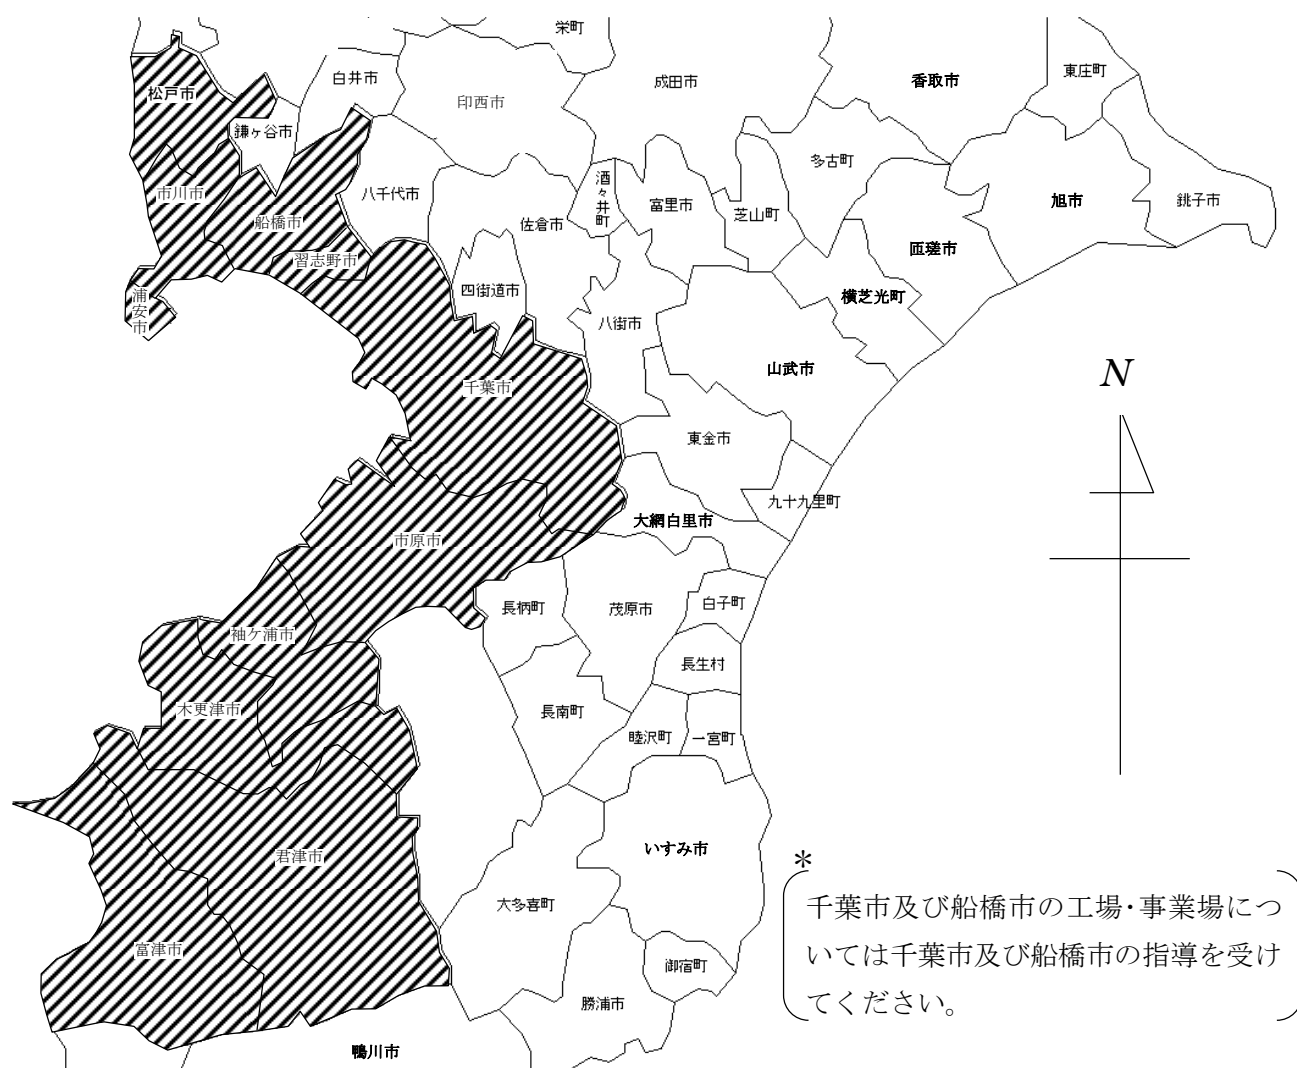 栄町
白井市
印西市
成田市
香取市
東庄町
松戸市
鎌ヶ谷市
多古町
市川市
八千代市
酒々井町
富里市
芝山町
旭市
銚子市
船橋市
佐倉市
匝瑳市
習志野市
四街道市
横芝光町
浦安市
八街市
山武市
千葉市
東金市
N
九十九里町
大網白里市
市原市
長柄町
茂原市
白子町
袖ケ浦市
長生村
木更津市
長南町
睦沢町
一宮町
君津市
いすみ市
大多喜町
富津市
御宿町
勝浦市
鴨川市
*
千葉市及び船橋市の工場・事業場につ
いては千葉市及び船橋市の指導を受け
てください。